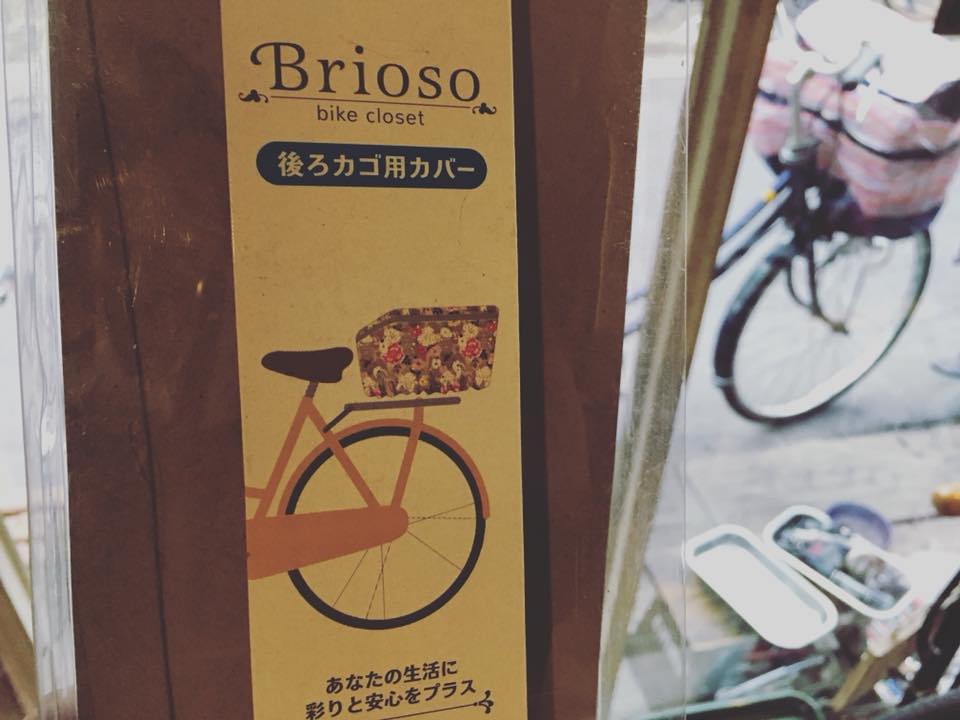 Brioso
bike closet
後ろカゴ用カバー
あなたの生活に
彩りと安心をプラス